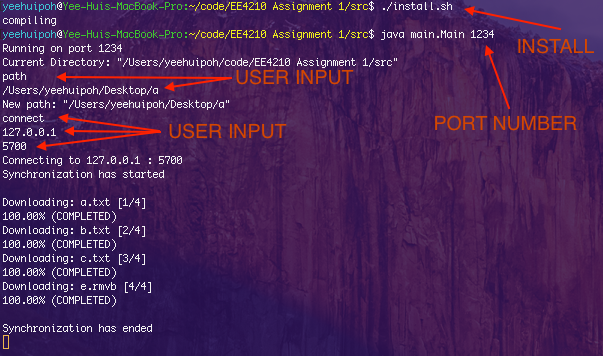 yeehuipoh@Yee-Huis-MacBooK-Pro:~/code/EE4210 Assignment 1/src$ ./install.sh
compiling
yeehuipoh@Yee-Huis-MacBooK-Pro:~/code/EE4210 Assignment 1/src$ java main.Main 1234
Running on port 1234
INSTALL
Current Directory: "/Users/yeehuipoh/code/EE4210 Assignment 1/src"
path
USER INPUT
/Users/yeehuipoh/Desktop/a
New path: "/Users/yeehuipoh/Desktop/a"
connect
PORT NUMBER
127.0.0.1
USER INPUT
5700
Connecting to 127.0.0.1 : 5700
Synchronization has started
Downloading: a.txt [1/4]
100.00% (COMPLETED)
Downloading: b.txt [2/4]
100.00% (COMPLETED)
Downloading: c.txt [3/4]
100.00% (COMPLETED)
Downloading: e.rmvb [4/4]
100.00% (COMPLETED)
Synchronization has ended